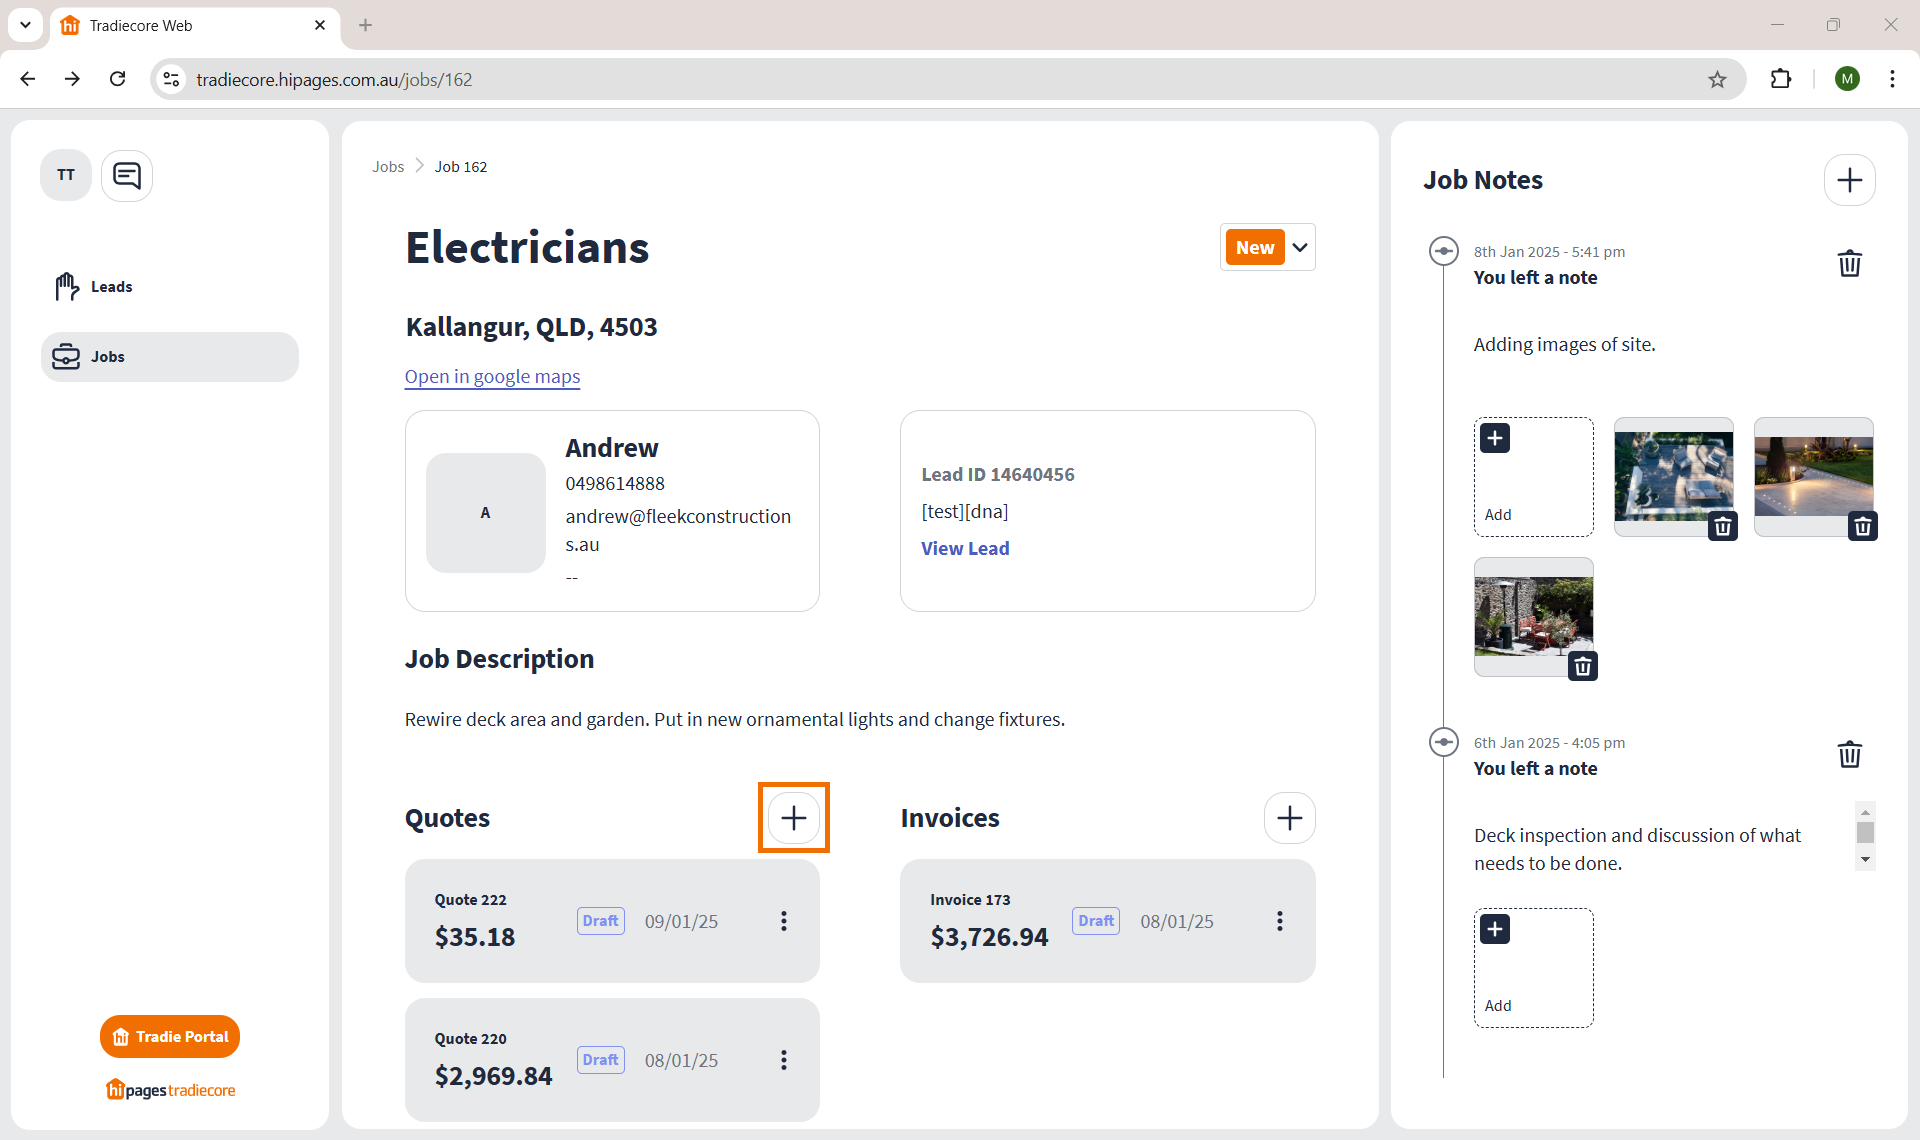 Tradiecore Web
tradiecore.hipages.com.au/jobs/162
M
TT
Leads
Jobs
Tradie Portal
hipages tradiecore
Jobs
Job 162
Electricians
New
Kallangur, QLD, 4503
Open in google maps
A
Andrew
0498614888
andrew@fleekconstruction
s.au
--
Lead ID 14640456
[test][dna]
View Lead
Job Description
Rewire deck area and garden. Put in new ornamental lights and change fixtures.
Quotes
Quote 222
$35.18
Draft
09/01/25
Quote 220
$2,969.84
Draft
08/01/25
Invoices
Invoice 173
$3,726.94
Draft
08/01/25
Job Notes
8th Jan 2025 - 5:41 pm
You left a note
Adding images of site.
Add
6th Jan 2025 - 4:05 pm
You left a note
Deck inspection and discussion of what
needs to be done.
Add